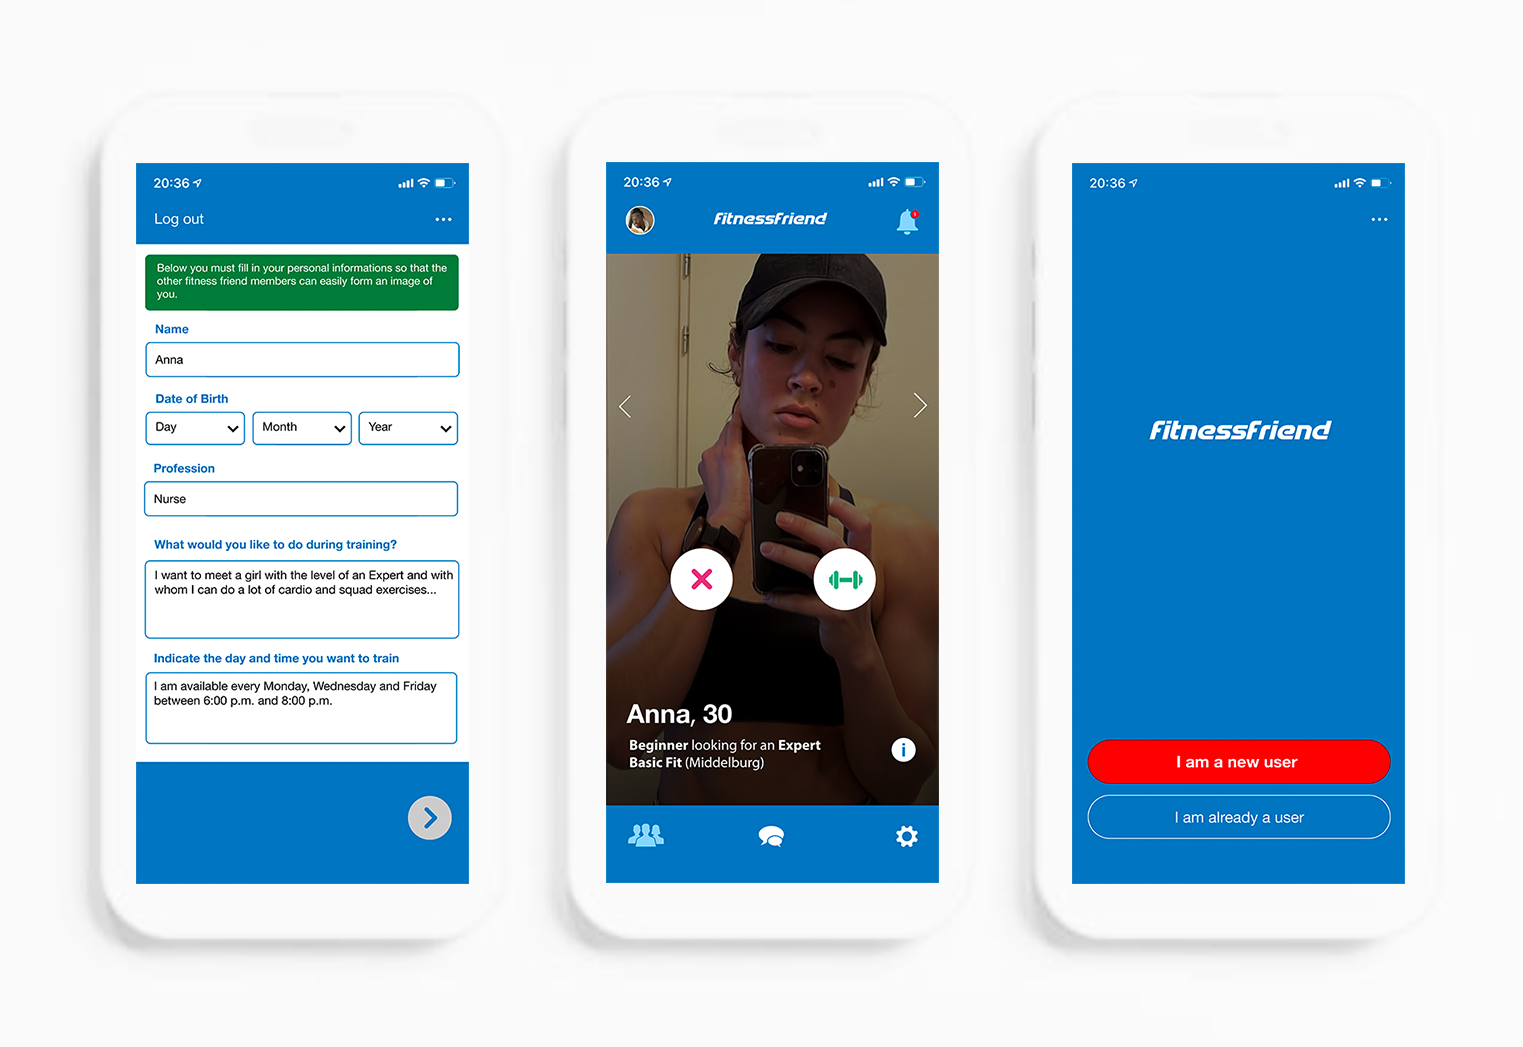 20:36
Log out
Below you must fill in your personal informations so that the
other fitness friend members can easily form an image of
you.
Name
Anna
Date of Birth
Day
Month
Year
Profession
Nurse
What would you like to do during training?
I want to meet a girl with the level of an Expert and with
whom I can do a lot of cardio and squad exercises...
Indicate the day and time you want to train
I am available every Monday, Wednesday and Friday
between 6:00 p.m. and 8:00 p.m.
20:36
fitnessfriend
Anna, 30
Beginner looking for an Expert
Basic Fit (Middelburg)
i
20:36
fitnessfriend
I am a new user
I am already a user